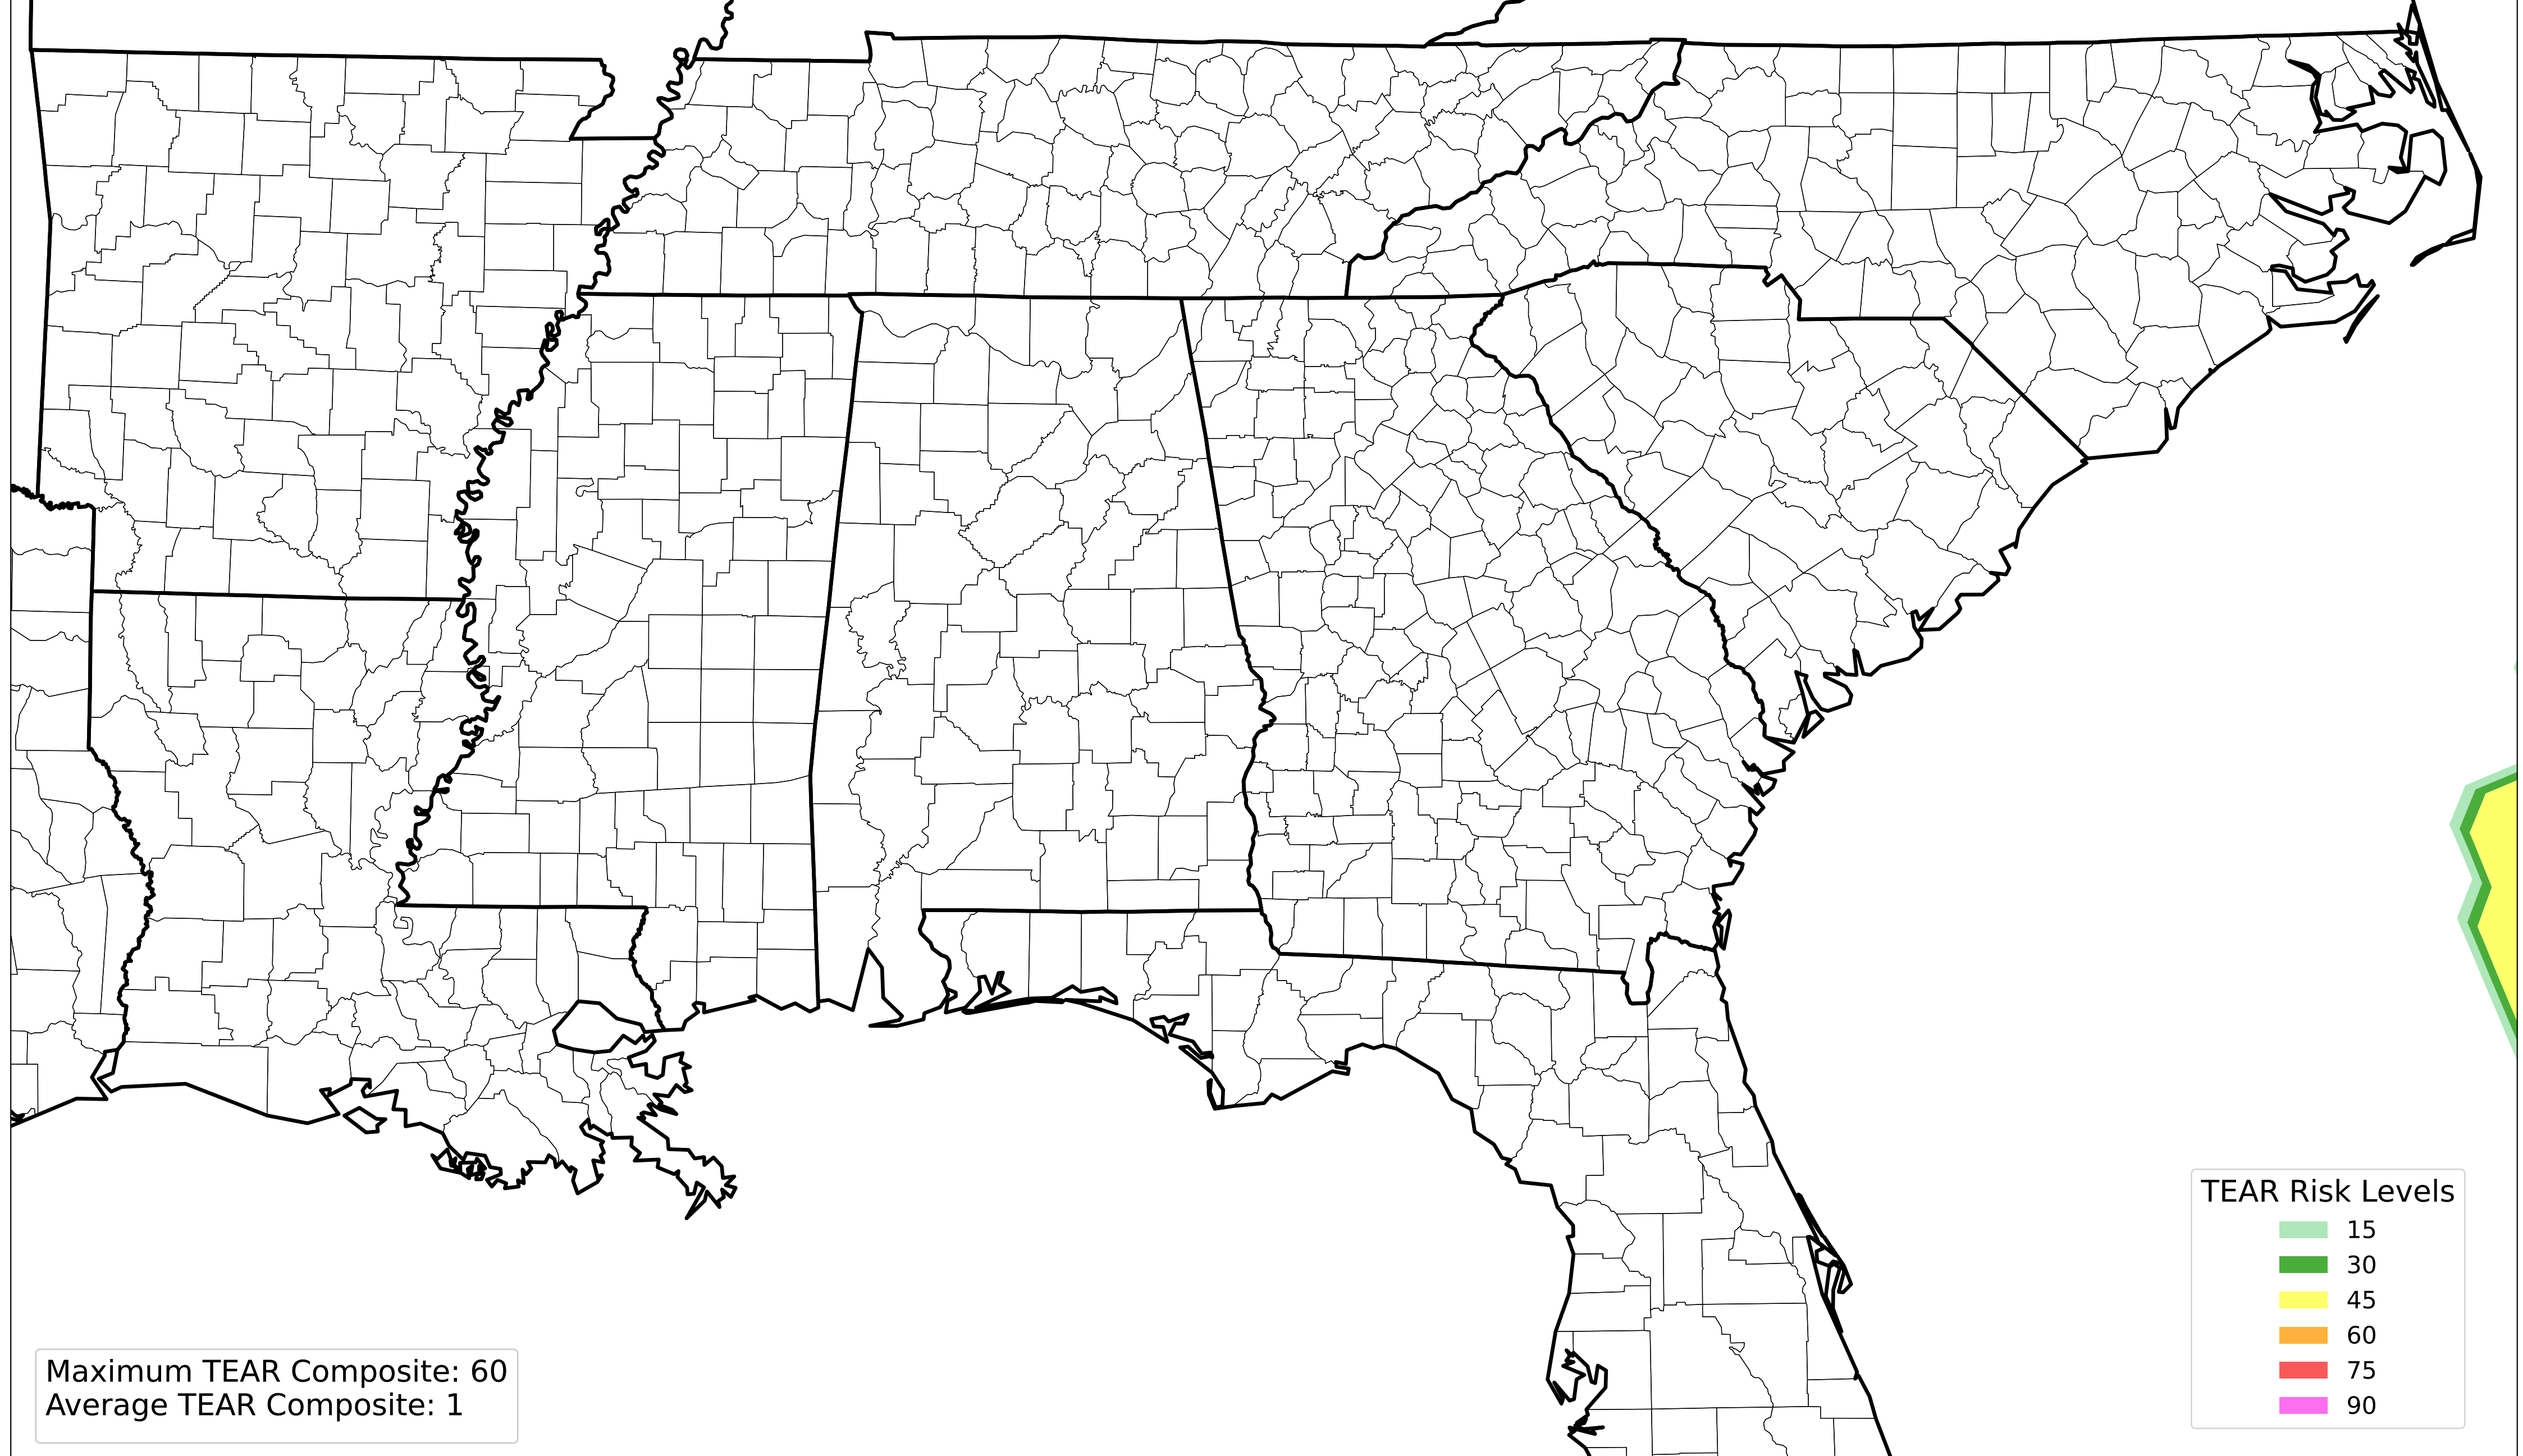 TEAR Risk Levels
15
30
45
60
75
90
Maximum TEAR Composite: 60
Average TEAR Composite: 1